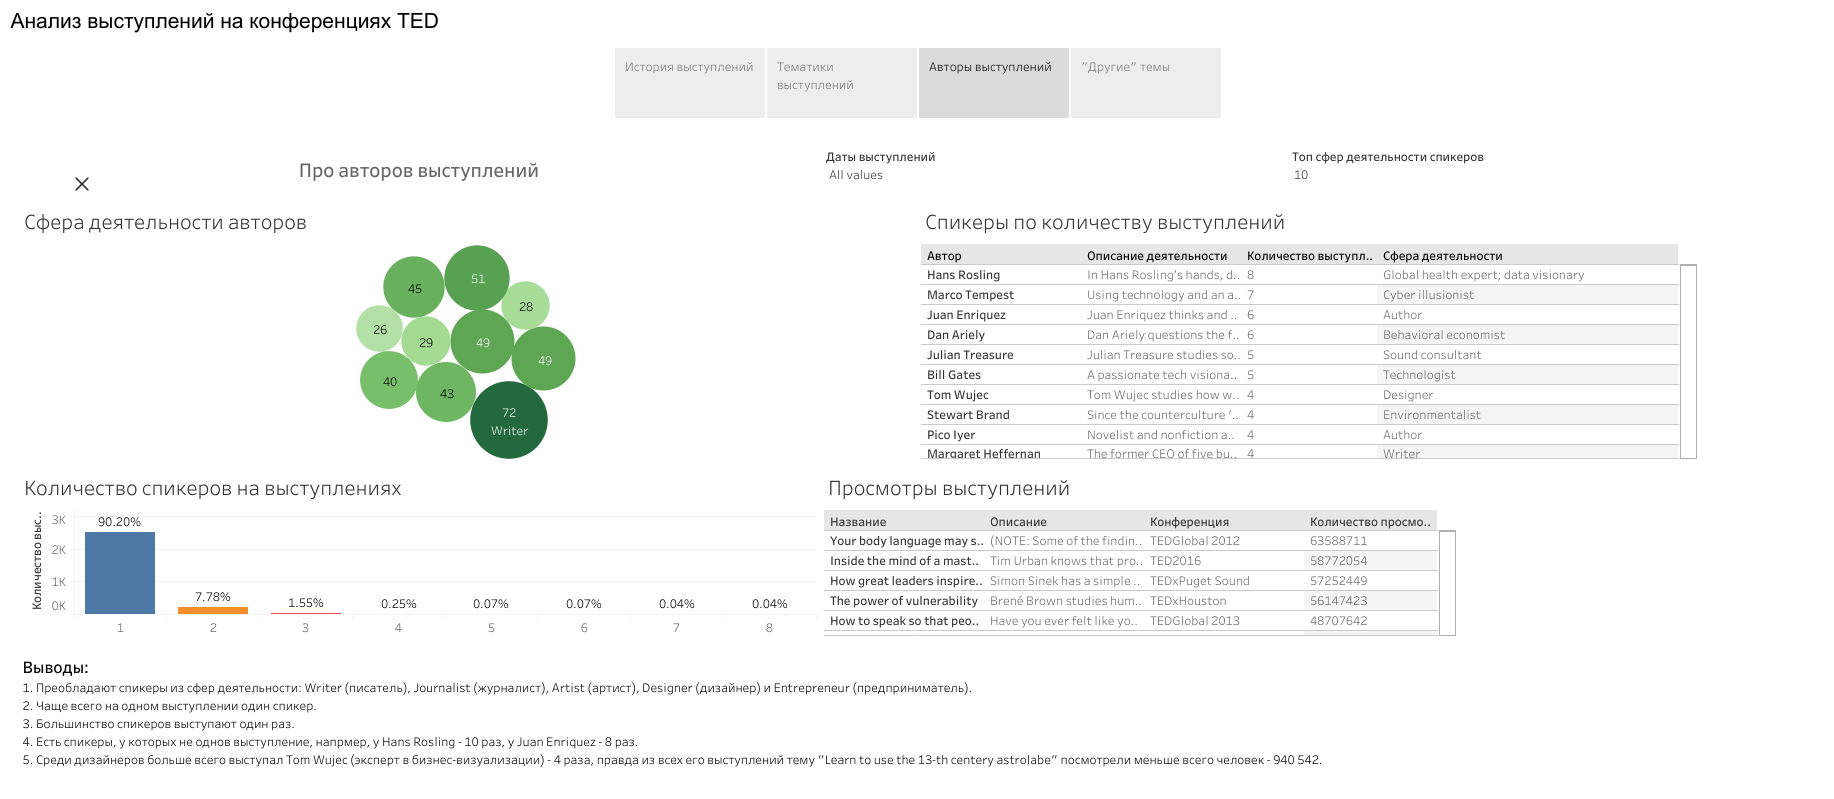 Анализ выступлений на конференциях TED
История выступлений
Тематики
выступлений
Авторы выступлений
"Другие" темы
Про авторов выступлений
Даты выступлений
All values
Топ сфер деятельности спикеров
10
Сфера деятельности авторов
51
45
28
26
29
49
49
40
43
72
Writer
Спикеры по количеству выступлений
Автор Описание деятельности Количество выступл.. Сфера деятельности
Hans Rosling In Hans Rosling's hands, d.. 8 Global health expert; data visionary
Marco Tempest Using technology and an a.. 7 Cyber illusionist
Juan Enriquez Juan Enriquez thinks and .. 6 Author
Dan Ariely Dan Ariely questions the f.. 6 Behavioral economist
Julian Treasure Julian Treasure studies so.. 5 Sound consultant
Bill Gates A passionate tech visiona.. 5 Technologist
Tom Wujec Tom Wujec studies how w.. 4 Designer
Stewart Brand Since the counterculture '.. 4 Environmentalist
Pico Iyer Novelist and nonfiction a.. 4 Author
Margaret Heffernan The former CEO of five bu.. 4 Writer
Количество спикеров на выступлениях
Количество выс..
3K
2K
1K
0K
90.20% 7.78% 1.55% 0.25% 0.07% 0.07% 0.04% 0.04%
1 2 3 4 5 6 7 8
Просмотры выступлений
Название Описание Конференция Количество просмо..
Your body language may s.. (NOTE: Some of the findin.. TEDGlobal 2012 63588711
Inside the mind of a mast.. Tim Urban knows that pro.. TED2016 58772054
How great leaders inspire.. Simon Sinek has a simple .. TEDxPuget Sound 57252449
The power of vulnerability Brené Brown studies hum.. TEDxHouston 56147423
How to speak so that peo.. Have you ever felt like yo.. TEDGlobal 2013 48707642
Выводы:
1. Преобладают спикеры из сфер деятельности: Writer (писатель), Journalist (журналист), Artist (артист), Designer (дизайнер) и Entrepreneur (предприниматель).
2. Чаще всего на одном выступлении один спикер.
3. Большинство спикеров выступают один раз.
4. Есть спикеры, у которых не однов выступление, напрмер, у Hans Rosling - 10 раз, у Juan Enriquez - 8 раз.
5. Среди дизайнеров больше всего выступал Tom Wujec (эксперт в бизнес-визуализации) - 4 раза, правда из всех его выступлений тему "Learn to use the 13-th centery astrolabe" посмотрели меньше всего человек - 940 542.